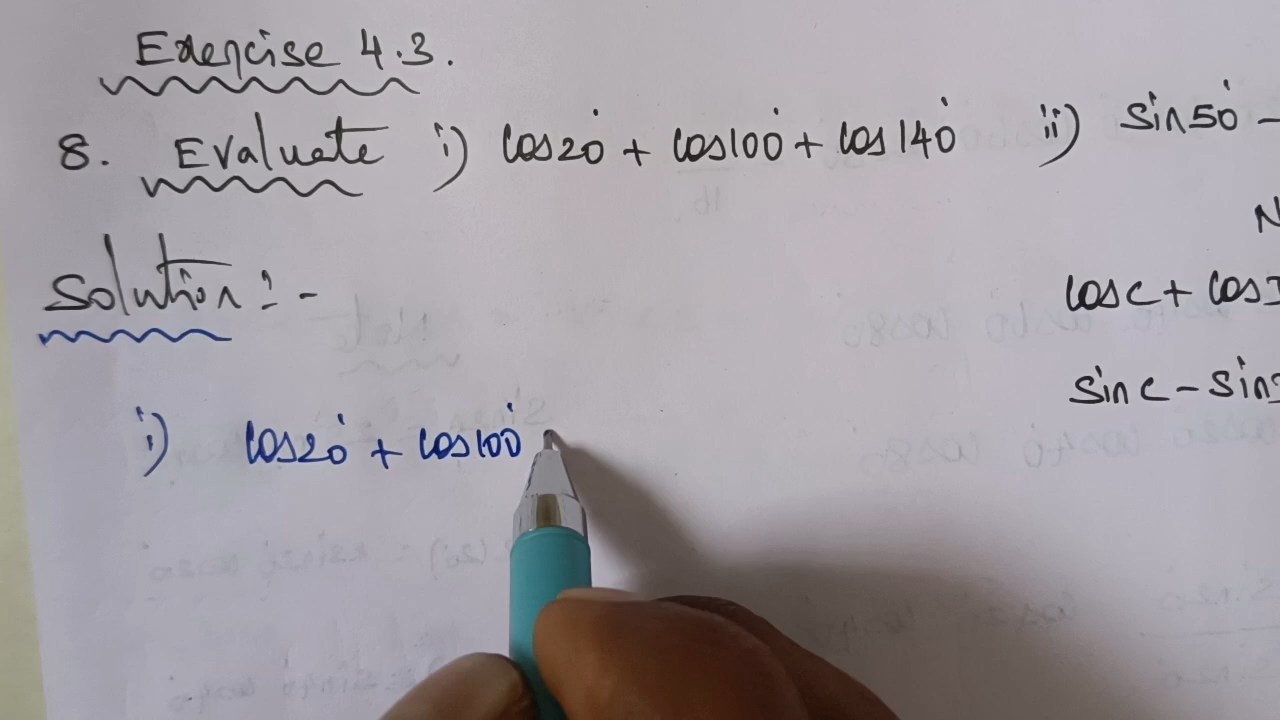 Exercise 4.3.
8. Evaluate i) cos20° + cos100° + cos140° ii) sin50° -
Solution :-
cosC + cos
sinC - sin
i) cos20° + cos100°